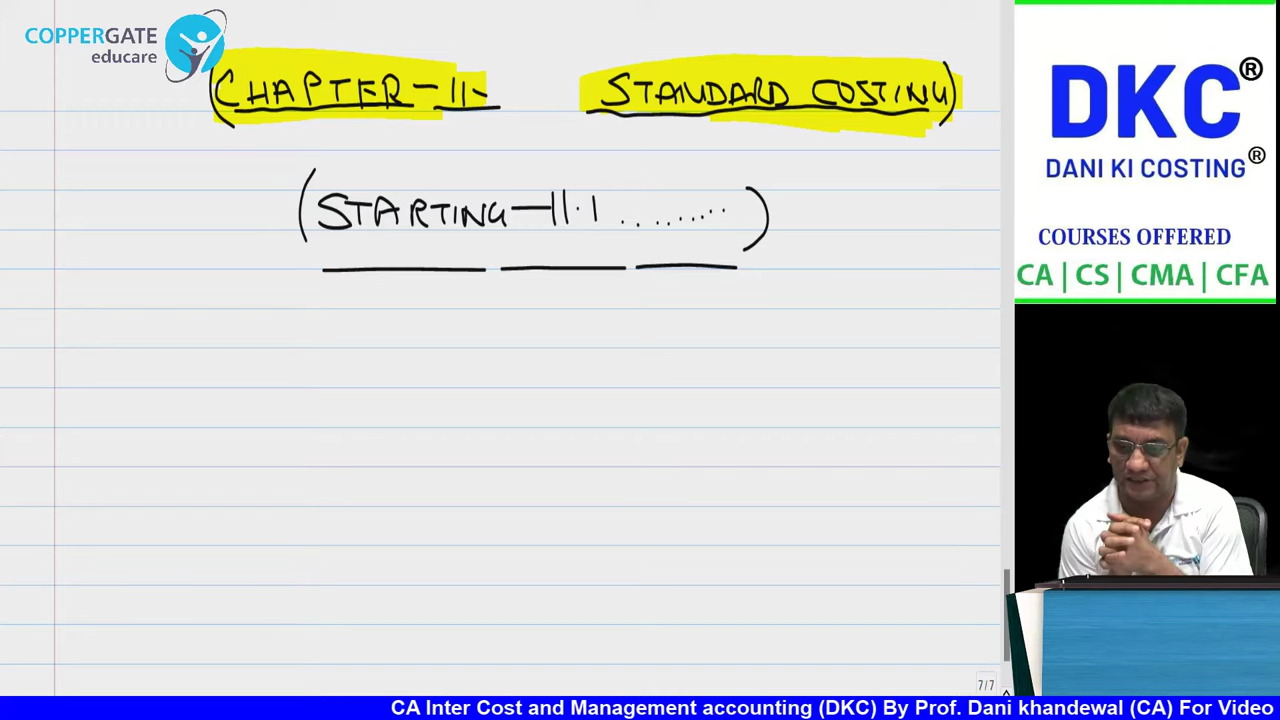 COPPERGATE
educare
(CHAPTER-11- STANDARD COSTING)
(STARTING-11.1 ..........)
DKC®
DANI KI COSTING®
COURSES OFFERED
CA | CS | CMA | CFA
7/7
CA Inter Cost and Management accounting (DKC) By Prof. Dani khandewal (CA) For Video